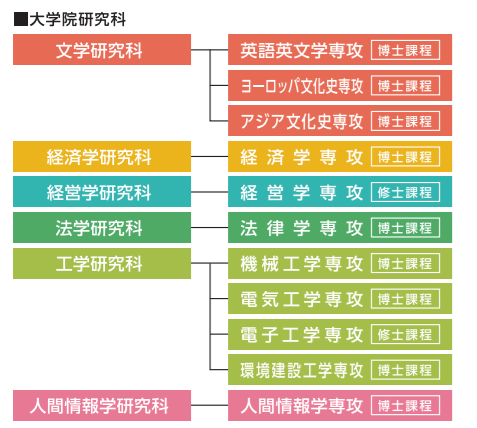 ■大学院研究科
文学研究科
英語英文学専攻 博士課程
ヨーロッパ文化史専攻 博士課程
アジア文化史専攻 博士課程
経済学研究科
経済学専攻 博士課程
経営学研究科
経営学専攻 修士課程
法学研究科
法律学専攻 博士課程
工学研究科
機械工学専攻 博士課程
電気工学専攻 博士課程
電子工学専攻 修士課程
環境建設工学専攻 博士課程
人間情報学研究科
人間情報学専攻 博士課程